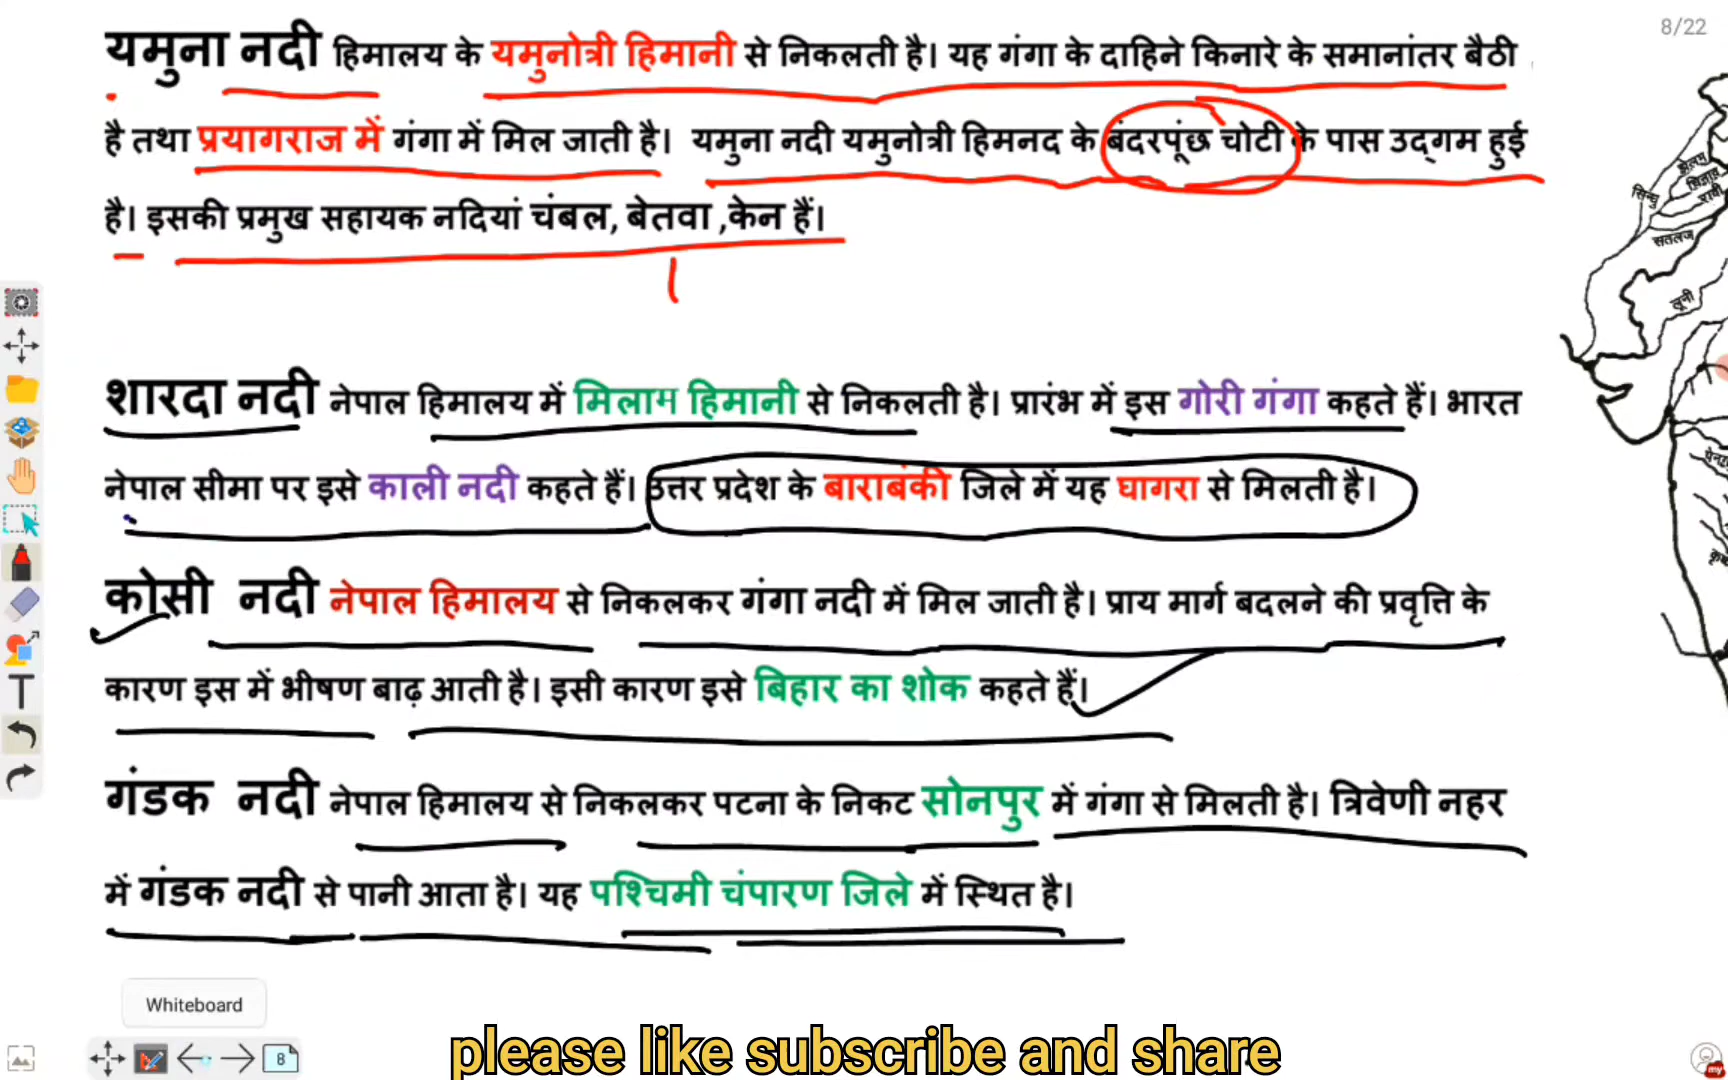 8/22
यमुना नदी हिमालय के यमुनोत्री हिमानी से निकलती है। यह गंगा के दाहिने किनारे के समानांतर बैठी
है तथा प्रयागराज में गंगा में मिल जाती है। यमुना नदी यमुनोत्री हिमनद के बंदरपूंछ चोटी के पास उद्गम हुई
है। इसकी प्रमुख सहायक नदियां चंबल, बेतवा ,केन हैं।
झेलम
चिनाव
रावी
सिन्धु
सतलज
लूनी
शारदा नदी नेपाल हिमालय में मिलाम हिमानी से निकलती है। प्रारंभ में इस गोरी गंगा कहते हैं। भारत
नेपाल सीमा पर इसे काली नदी कहते हैं। उत्तर प्रदेश के बाराबंकी जिले में यह घागरा से मिलती है।
कोसी नदी नेपाल हिमालय से निकलकर गंगा नदी में मिल जाती है। प्राय मार्ग बदलने की प्रवृत्ति के
कारण इस में भीषण बाढ़ आती है। इसी कारण इसे बिहार का शोक कहते हैं।
गंडक नदी नेपाल हिमालय से निकलकर पटना के निकट सोनपुर में गंगा से मिलती है। त्रिवेणी नहर
में गंडक नदी से पानी आता है। यह पश्चिमी चंपारण जिले में स्थित है।
Whiteboard
8
please like subscribe and share
my